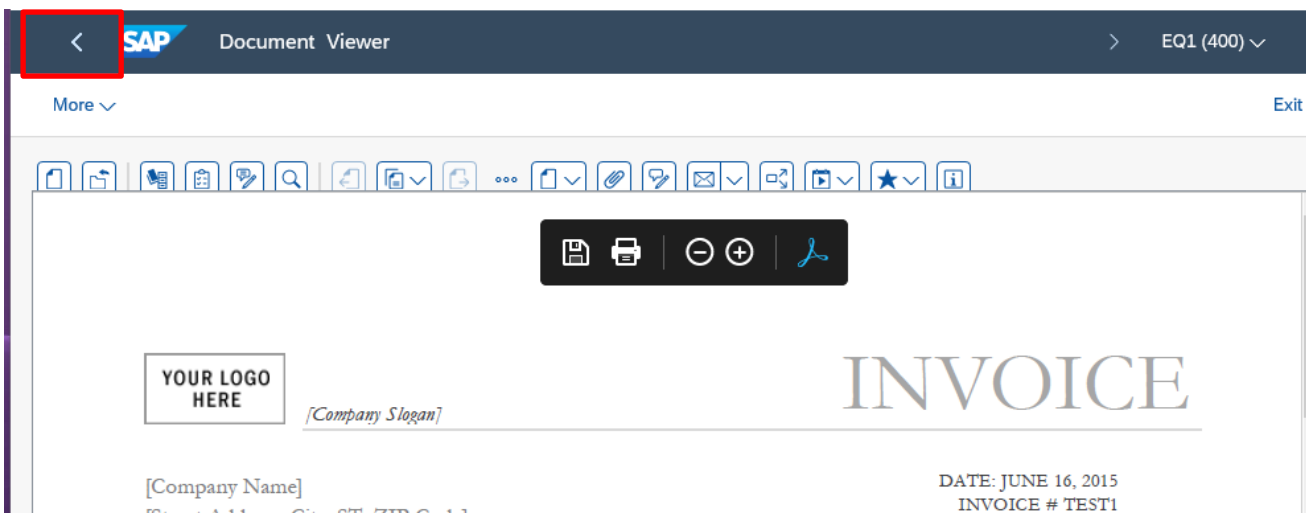 SAP Document Viewer EQ1 (400)
More Exit
YOUR LOGO
HERE
[Company Slogan]
INVOICE
[Company Name]
DATE: JUNE 16, 2015
INVOICE # TEST1